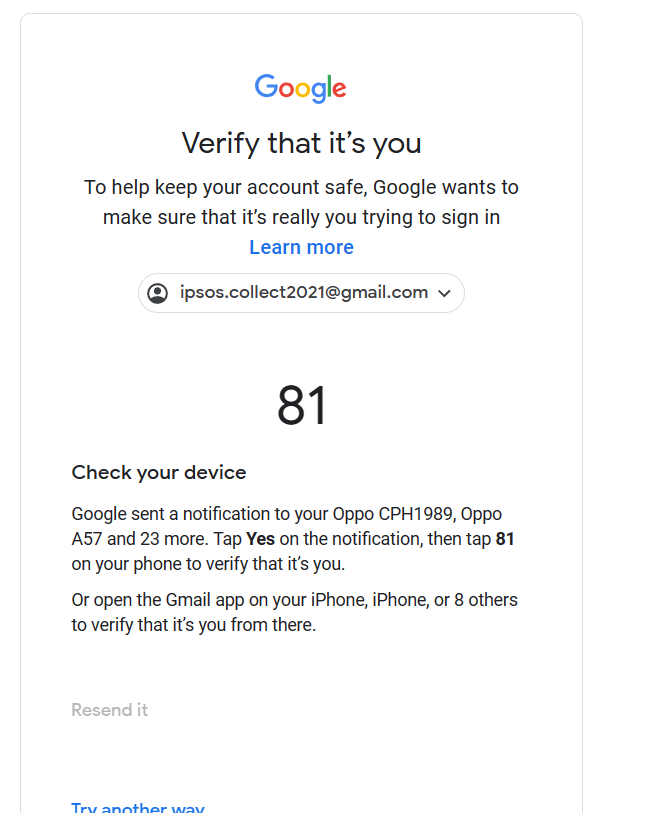 Google
Verify that it’s you
To help keep your account safe, Google wants to
make sure that it’s really you trying to sign in
Learn more
ipsos.collect2021@gmail.com
81
Check your device
Google sent a notification to your Oppo CPH1989, Oppo
A57 and 23 more. Tap Yes on the notification, then tap 81
on your phone to verify that it’s you.
Or open the Gmail app on your iPhone, iPhone, or 8 others
to verify that it’s you from there.
Resend it
Try another way